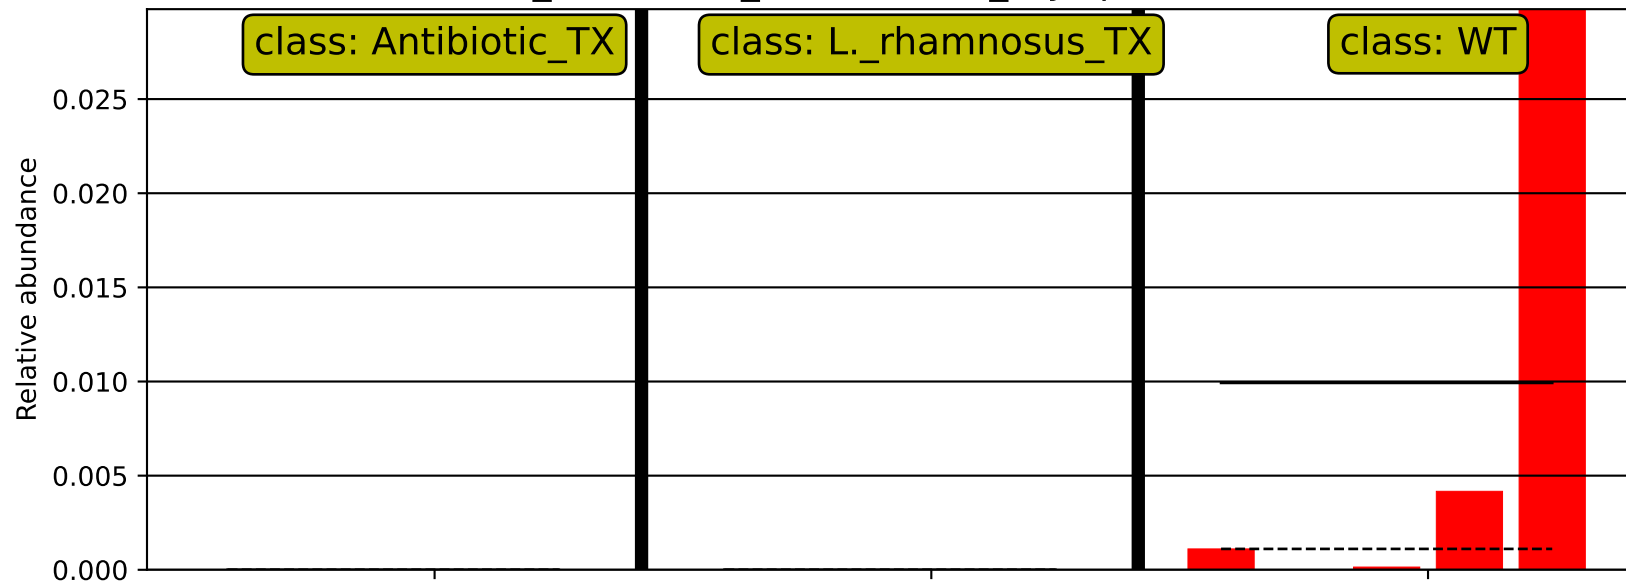 class: Antibiotic_TX
class: L._rhamnosus_TX
class: WT
Relative abundance
0.025
0.020
0.015
0.010
0.005
0.000